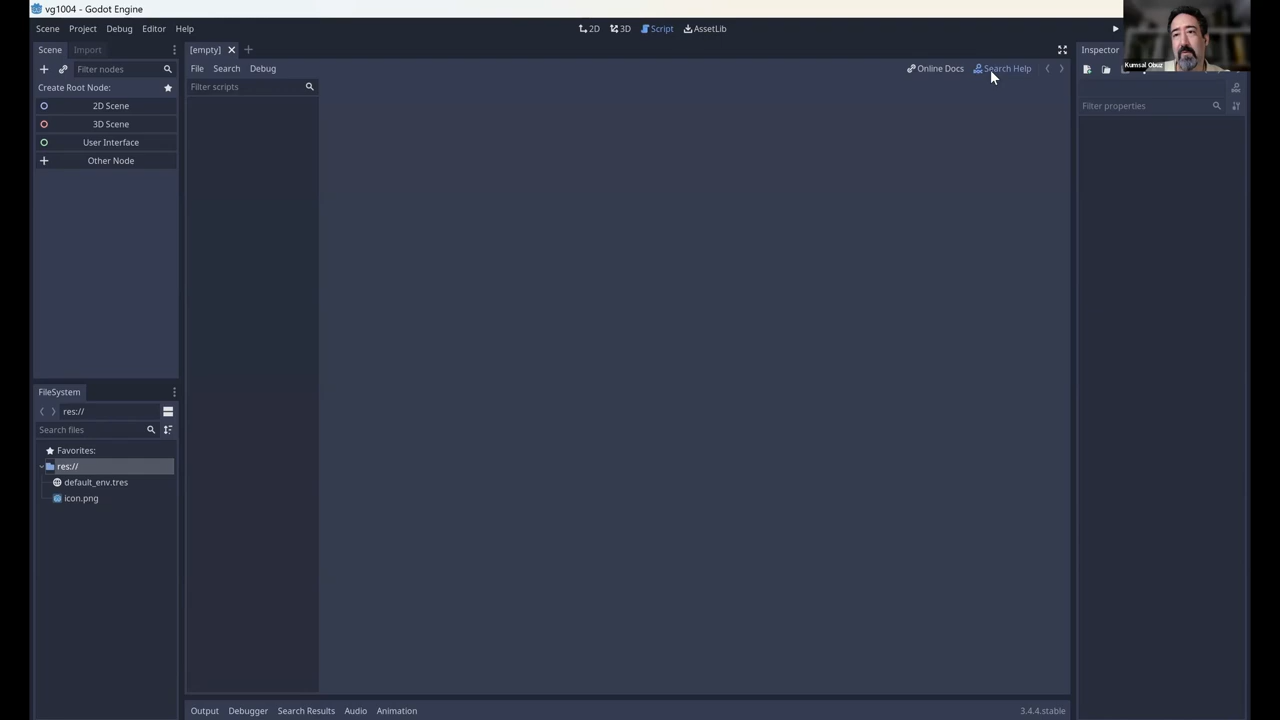 vg1004 - Godot Engine
Scene Project Debug Editor Help
2D 3D Script AssetLib
Kumsal Obuz
Scene Import
[empty]
Inspector
Filter nodes
File Search Debug
Online Docs Search Help
Create Root Node:
Filter scripts
2D Scene
3D Scene
User Interface
Other Node
Filter properties
FileSystem
res://
Search files
Favorites:
res://
default_env.tres
icon.png
Output Debugger Search Results Audio Animation
3.4.4.stable